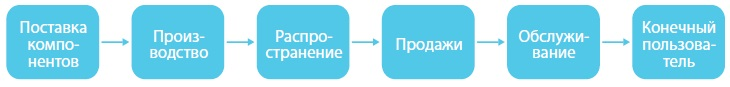 Поставка
компо-
нентов
Произ-
водство
Распро-
странение
Продажи
Обслужи-
вание
Конечный
пользова-
тель